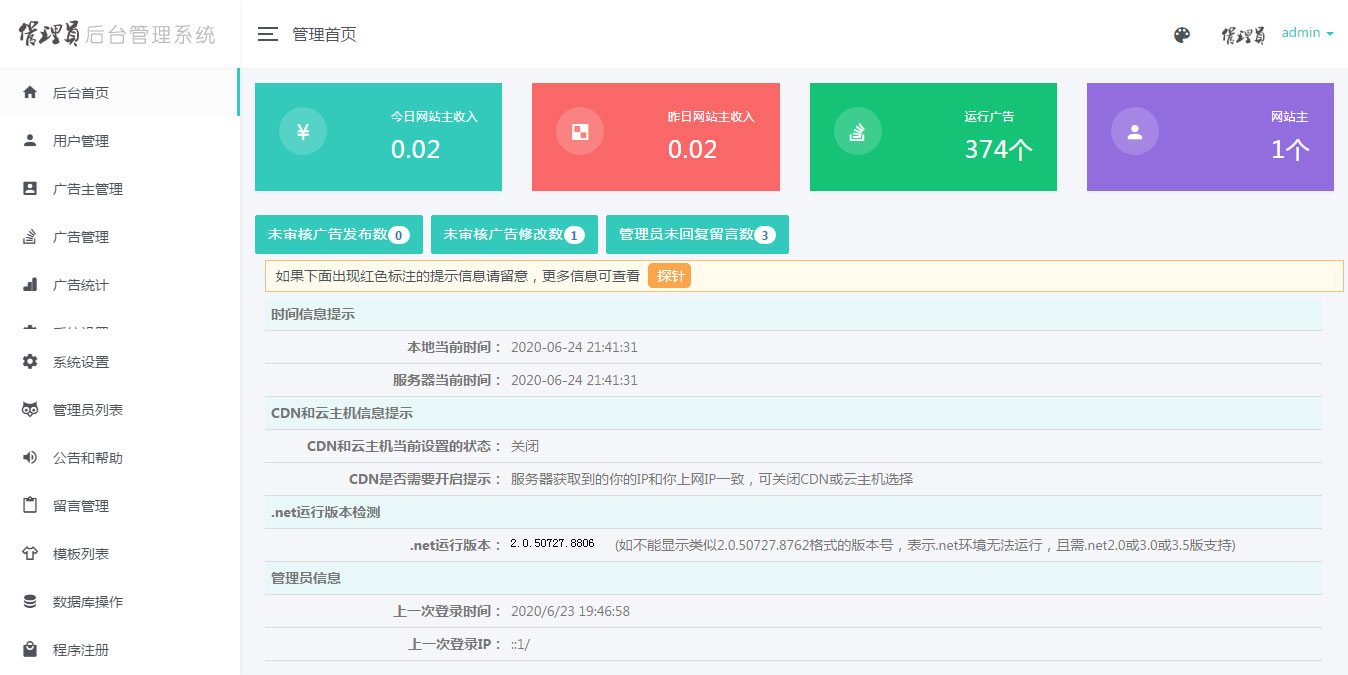 管理員 后台管理系统
管理首页
管理員
admin
后台首页
用户管理
广告主管理
广告管理
广告统计
系统设置
管理员列表
公告和帮助
留言管理
模板列表
数据库操作
程序注册
¥
今日网站主收入
0.02
昨日网站主收入
0.02
运行广告
374个
网站主
1个
未审核广告发布数 0
未审核广告修改数 1
管理员未回复留言数 3
如果下面出现红色标注的提示信息请留意，更多信息可查看 探针
时间信息提示
本地当前时间： 2020-06-24 21:41:31
服务器当前时间： 2020-06-24 21:41:31
CDN和云主机信息提示
CDN和云主机当前设置的状态： 关闭
CDN是否需要开启提示： 服务器获取到的你的IP和你上网IP一致，可关闭CDN或云主机选择
.net运行版本检测
.net运行版本： 2.0.50727.8806 (如不能显示类似2.0.50727.8762格式的版本号，表示.net环境无法运行，且需.net2.0或3.0或3.5版支持)
管理员信息
上一次登录时间： 2020/6/23 19:46:58
上一次登录IP： ::1/